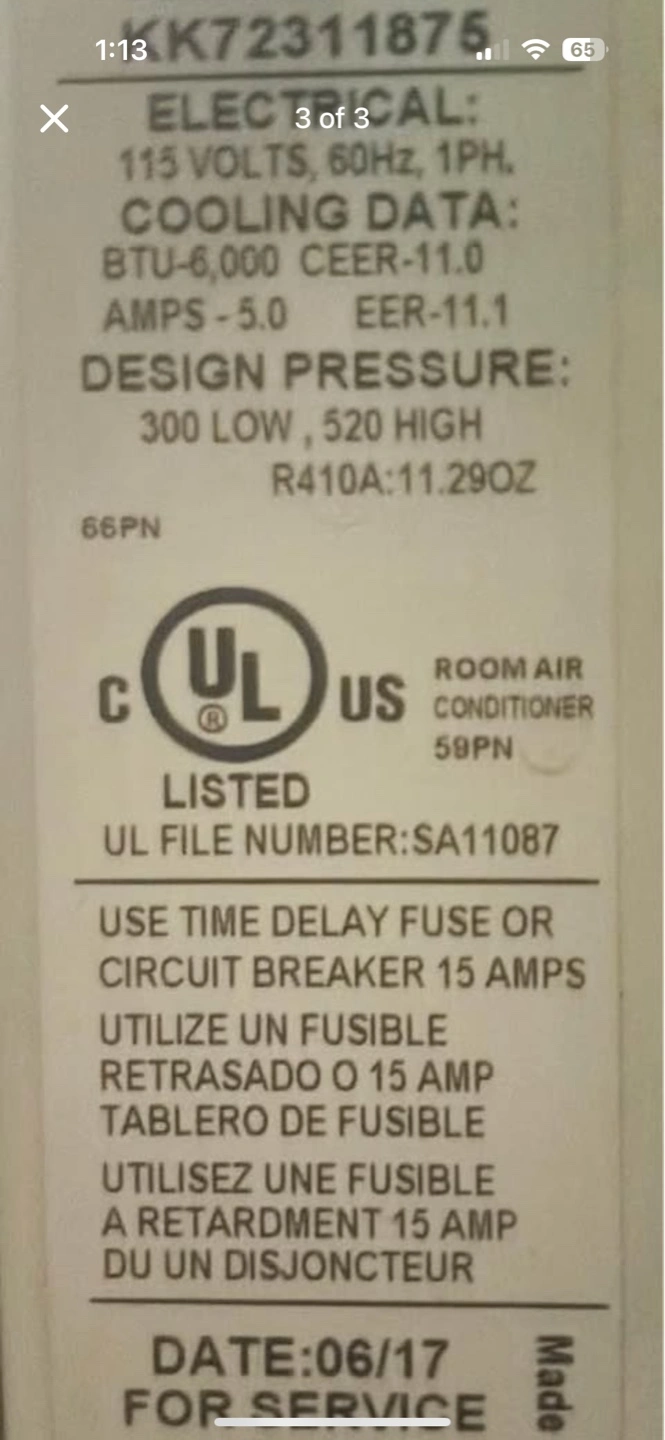 1:13
65
KK72311875
3 of 3
ELECTRICAL:
115 VOLTS, 60Hz, 1PH.
COOLING DATA:
BTU-6,000 CEER-11.0
AMPS - 5.0 EER-11.1
DESIGN PRESSURE:
300 LOW , 520 HIGH
R410A:11.29OZ
66PN
C UL® US
LISTED
ROOM AIR
CONDITIONER
59PN
UL FILE NUMBER:SA11087
USE TIME DELAY FUSE OR
CIRCUIT BREAKER 15 AMPS
UTILIZE UN FUSIBLE
RETRASADO O 15 AMP
TABLERO DE FUSIBLE
UTILISEZ UNE FUSIBLE
A RETARDMENT 15 AMP
DU UN DISJONCTEUR
DATE:06/17
FOR SERVICE
Made